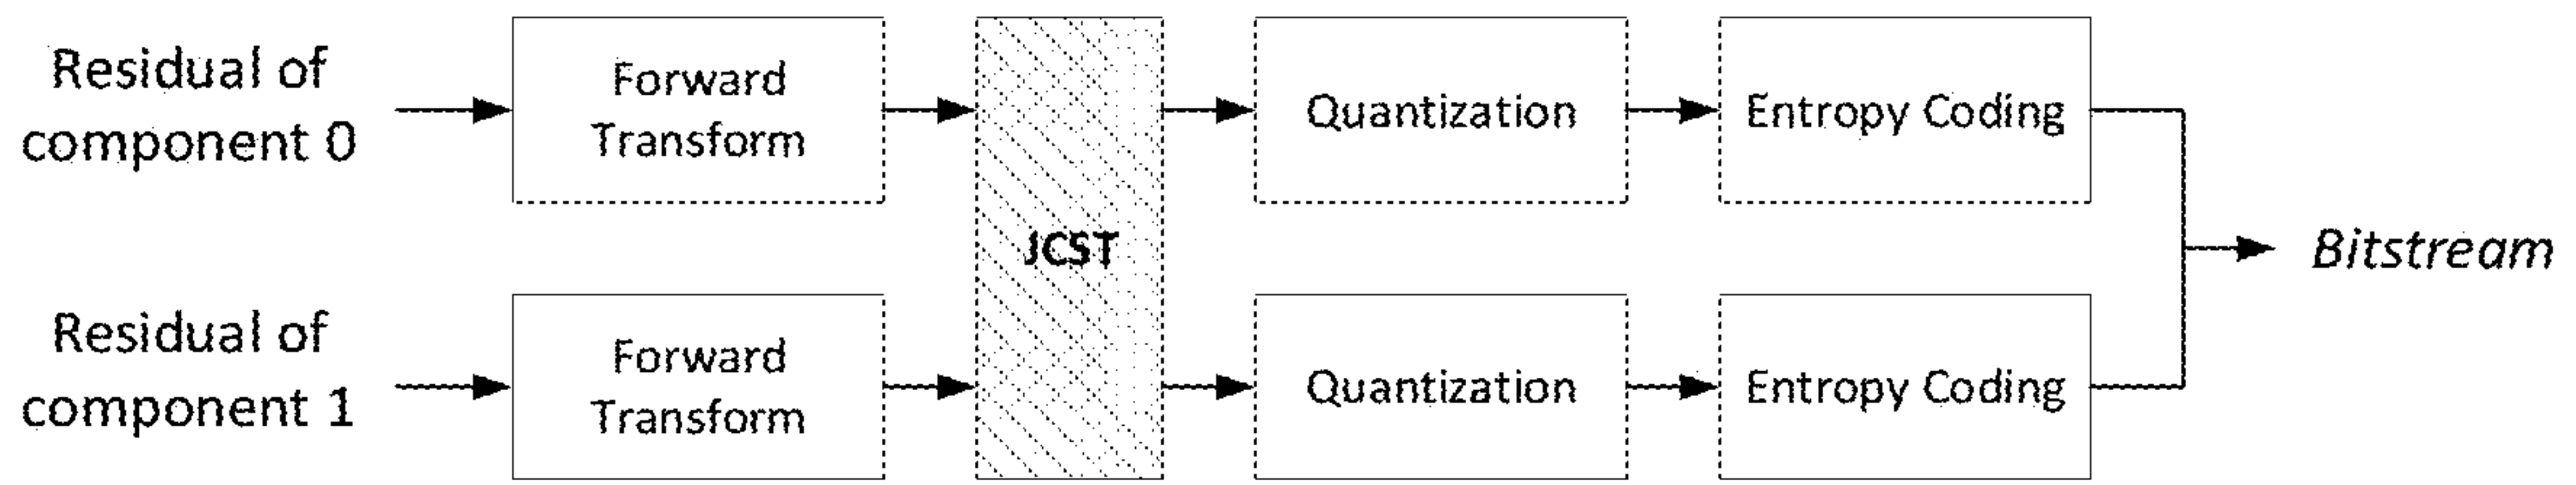 Residual of
component 0
Forward
Transform
Quantization
Entropy Coding
JCST
Bitstream
Residual of
component 1
Forward
Transform
Quantization
Entropy Coding